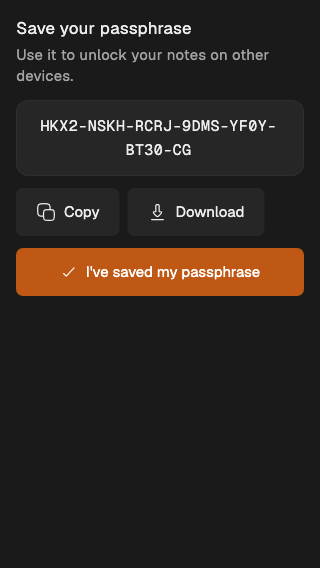 Save your passphrase
Use it to unlock your notes on other
devices.
HKX2-NSKH-RCRJ-9DMS-YF0Y-
BT30-CG
Copy
Download
I've saved my passphrase